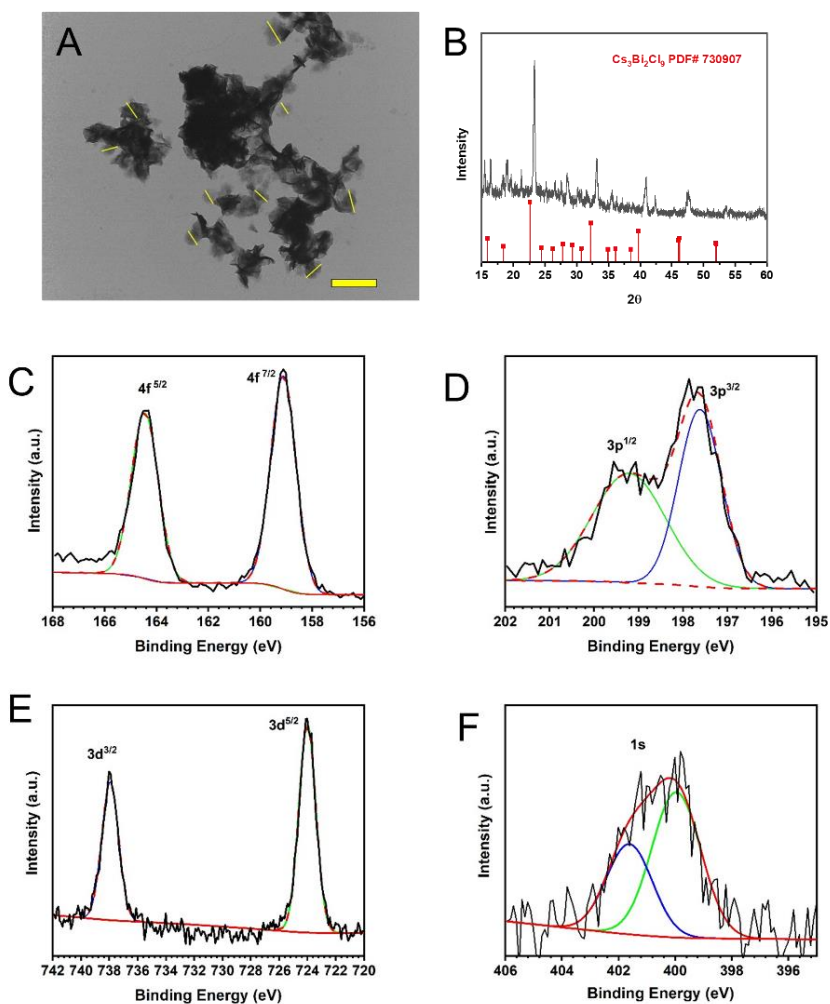 A
B
Cs3Bi2Cl9 PDF# 730907
Intensity
15 20 25 30 35 40 45 50 55 60
2θ
C
4f 5/2
4f 7/2
Intensity (a.u.)
168 166 164 162 160 158 156
Binding Energy (eV)
D
3p3/2
3p1/2
Intensity (a.u.)
202 201 200 199 198 197 196 195
Binding Energy (eV)
E
3d5/2
3d3/2
Intensity (a.u.)
742 740 738 736 734 732 730 728 726 724 722 720
Binding Energy (eV)
F
1s
Intensity (a.u.)
406 404 402 400 398 396
Binding Energy (eV)